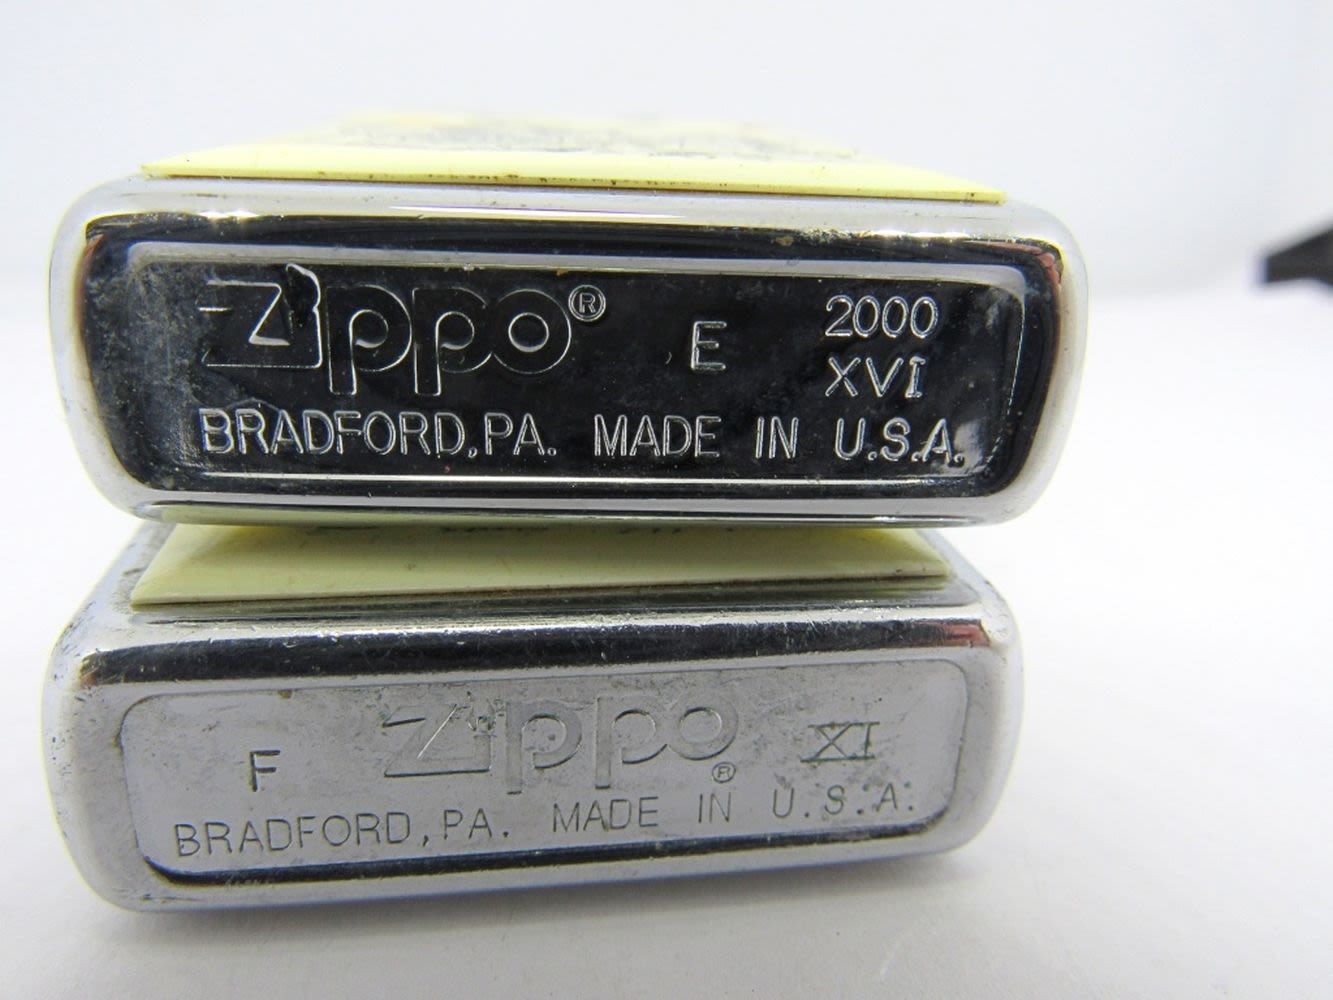 Zippo® E 2000
XVI
BRADFORD,PA. MADE IN U.S.A.
F Zippo® XI
BRADFORD,PA. MADE IN U.S.A.